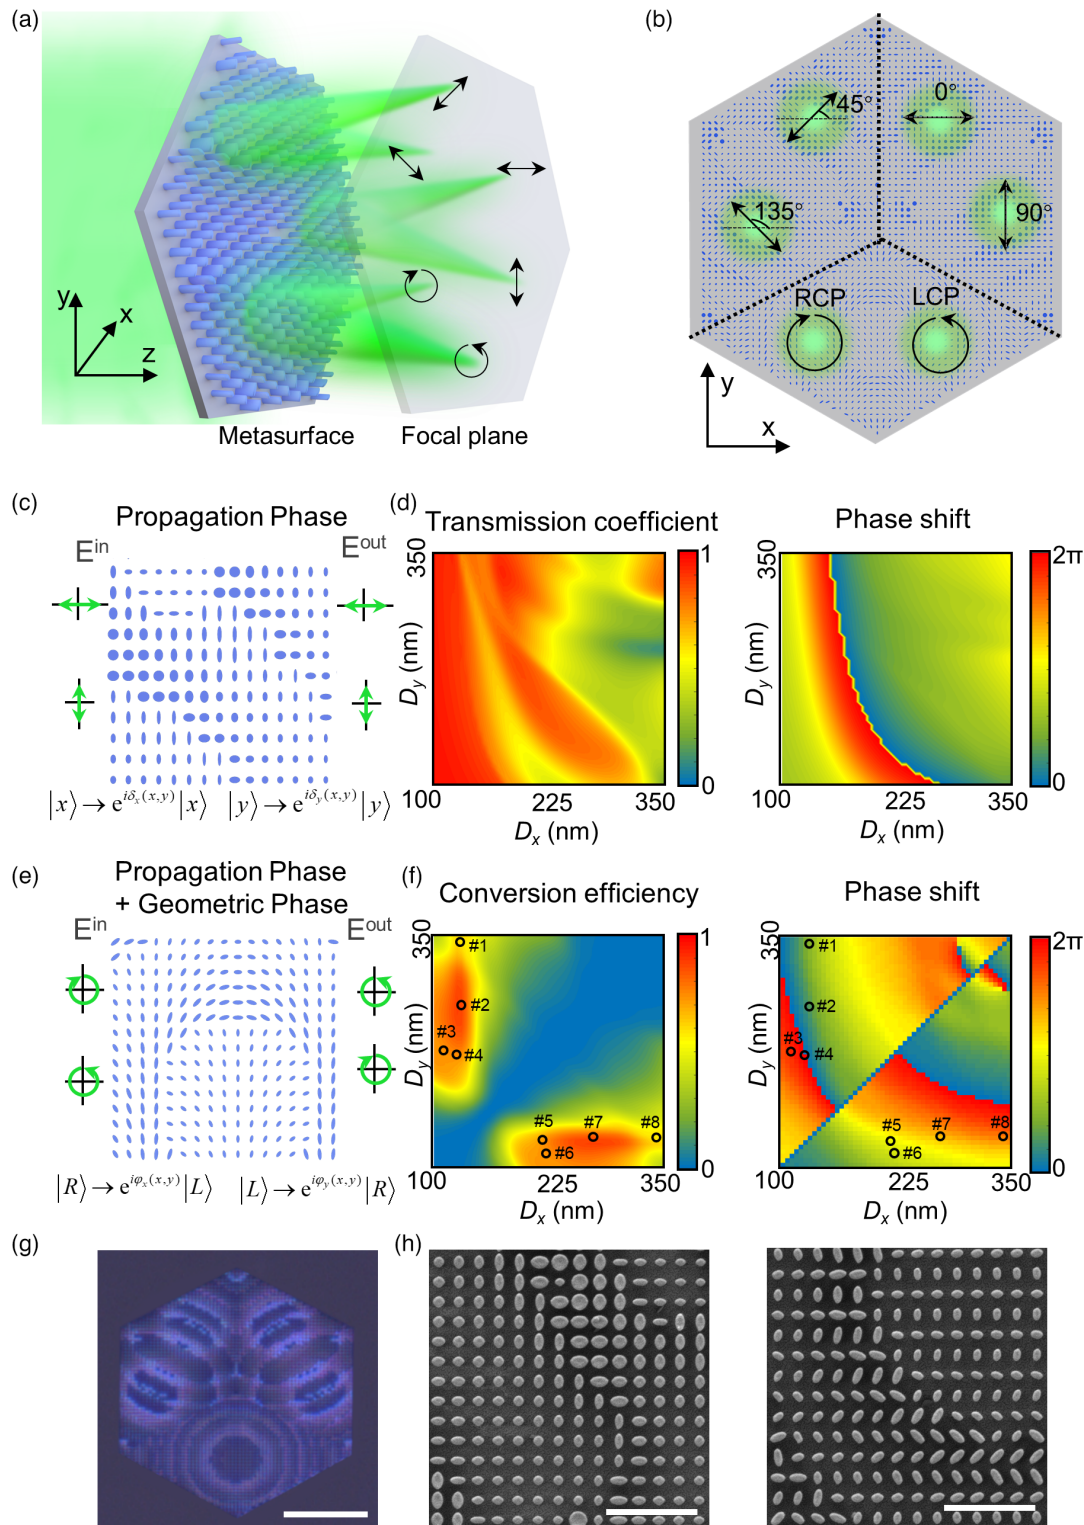 (a)
y
x
z
Metasurface
Focal plane
(b)
45°
0°
135°
90°
RCP
LCP
y
x
(c)
Propagation Phase
E^in
E^out
|x⟩ → e^{iδ_x(x,y)}|x⟩ |y⟩ → e^{iδ_y(x,y)}|y⟩
(d)
Transmission coefficient
350
D_y (nm)
100
225
350
D_x (nm)
1
0
Phase shift
350
D_y (nm)
100
225
350
D_x (nm)
2π
0
(e)
Propagation Phase
+ Geometric Phase
E^in
E^out
|R⟩ → e^{iφ_x(x,y)}|L⟩ |L⟩ → e^{iφ_y(x,y)}|R⟩
(f)
Conversion efficiency
350
D_y (nm)
#1
#2
#3
#4
#5
#6
#7
#8
100
225
350
D_x (nm)
1
0
Phase shift
350
D_y (nm)
#1
#2
#3
#4
#5
#6
#7
#8
100
225
350
D_x (nm)
2π
0
(g)
(h)